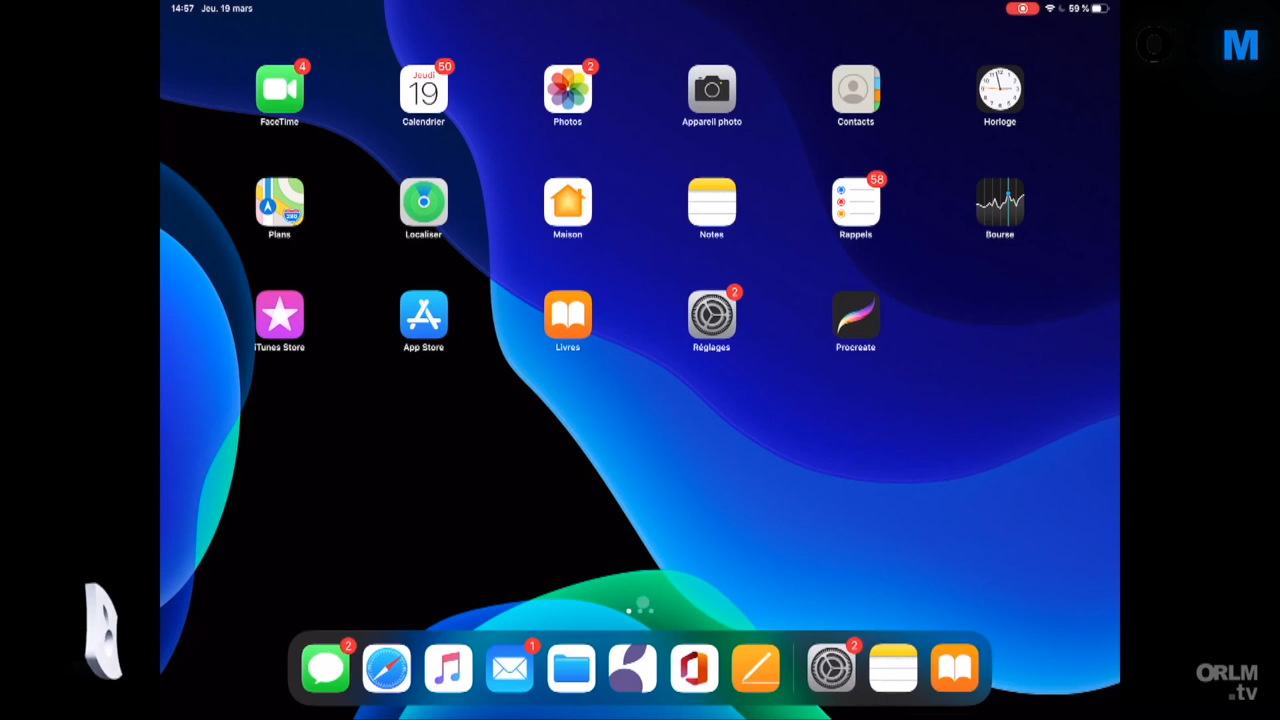 14:57 Jeu. 19 mars
59 %
M
4
50
2
Jeudi
19
FaceTime
Calendrier
Photos
Appareil photo
Contacts
Horloge
280
58
Plans
Localiser
Maison
Notes
Rappels
Bourse
2
iTunes Store
App Store
Livres
Réglages
Procreate
2
1
2
ORLM
.tv